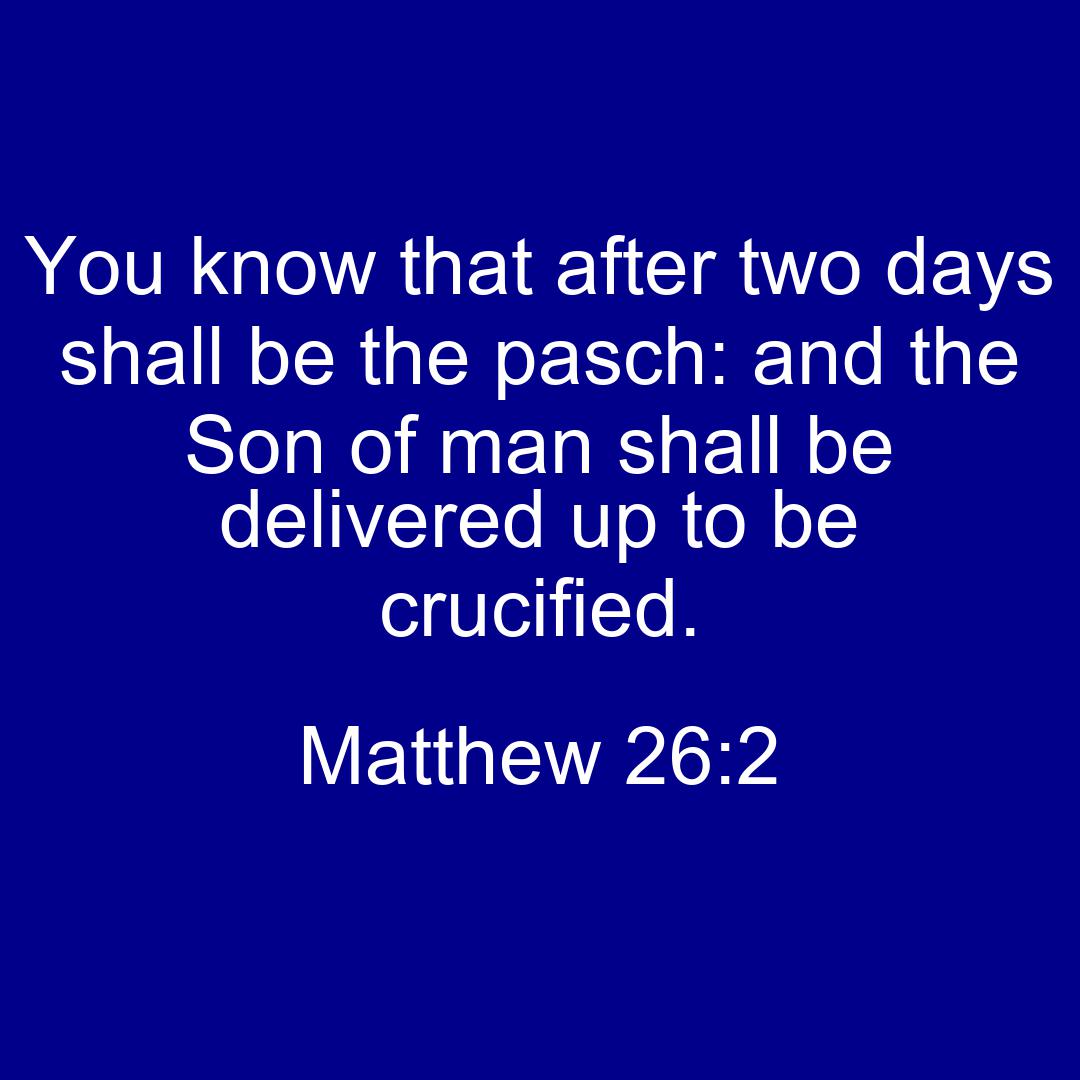 You know that after two days
shall be the pasch: and the
Son of man shall be
delivered up to be
crucified.
Matthew 26:2